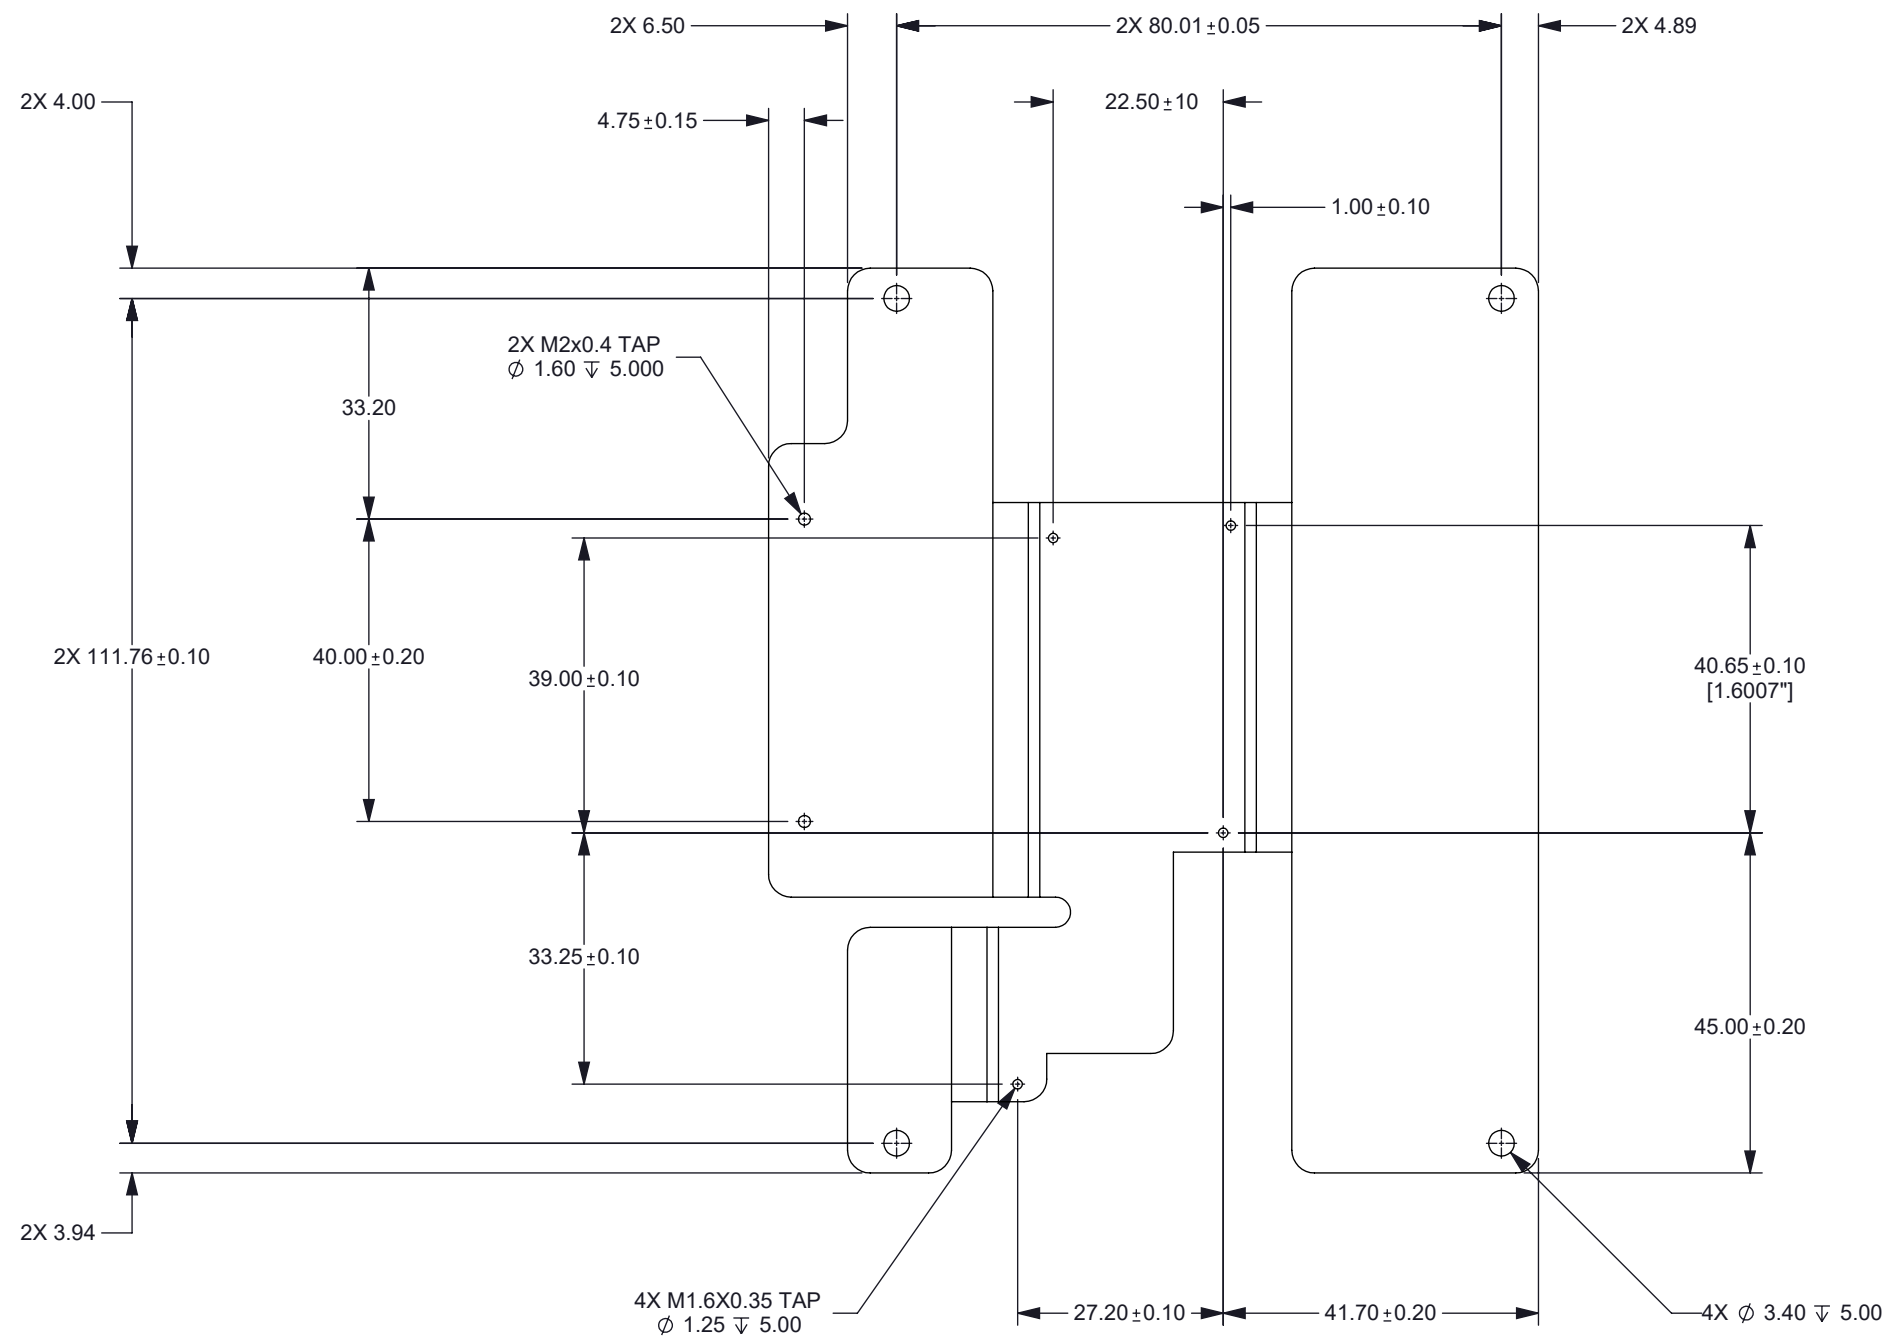 2X 6.50
2X 80.01±0.05
2X 4.89
2X 4.00
22.50±10
4.75±0.15
1.00±0.10
2X M2x0.4 TAP
⌀ 1.60 ↧ 5.000
33.20
2X 111.76±0.10
40.00±0.20
39.00±0.10
40.65±0.10
[1.6007"]
33.25±0.10
45.00±0.20
2X 3.94
4X M1.6X0.35 TAP
⌀ 1.25 ↧ 5.00
27.20±0.10
41.70±0.20
4X ⌀ 3.40 ↧ 5.00